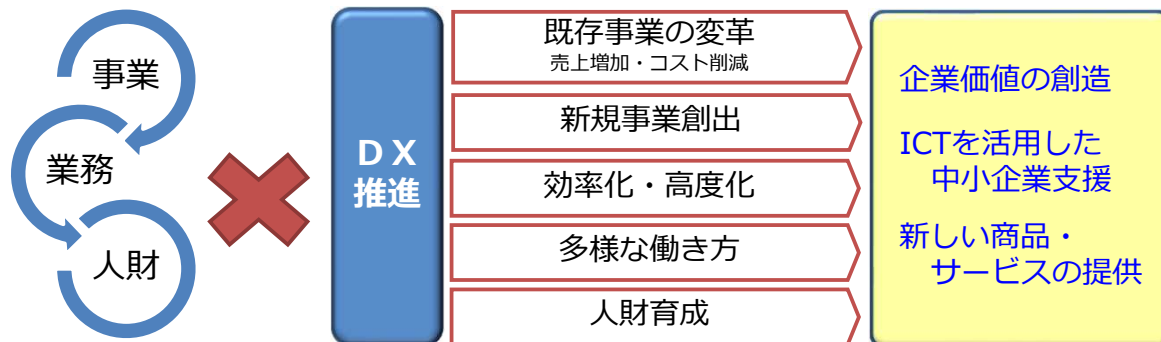 事業
業務
人財
ＤＸ
推進
既存事業の変革
売上増加・コスト削減
新規事業創出
効率化・高度化
多様な働き方
人財育成
企業価値の創造
ICTを活用した
中小企業支援
新しい商品・
サービスの提供